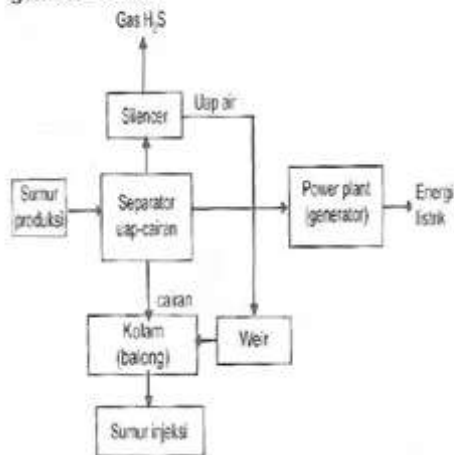 Gas H₂S
Uap air
Silencer
Sumur
produksi
Separator
uap-cairan
Power plant
(generator)
Energi
listrik
cairan
Kolam
(balong)
Weir
Sumur injeksi